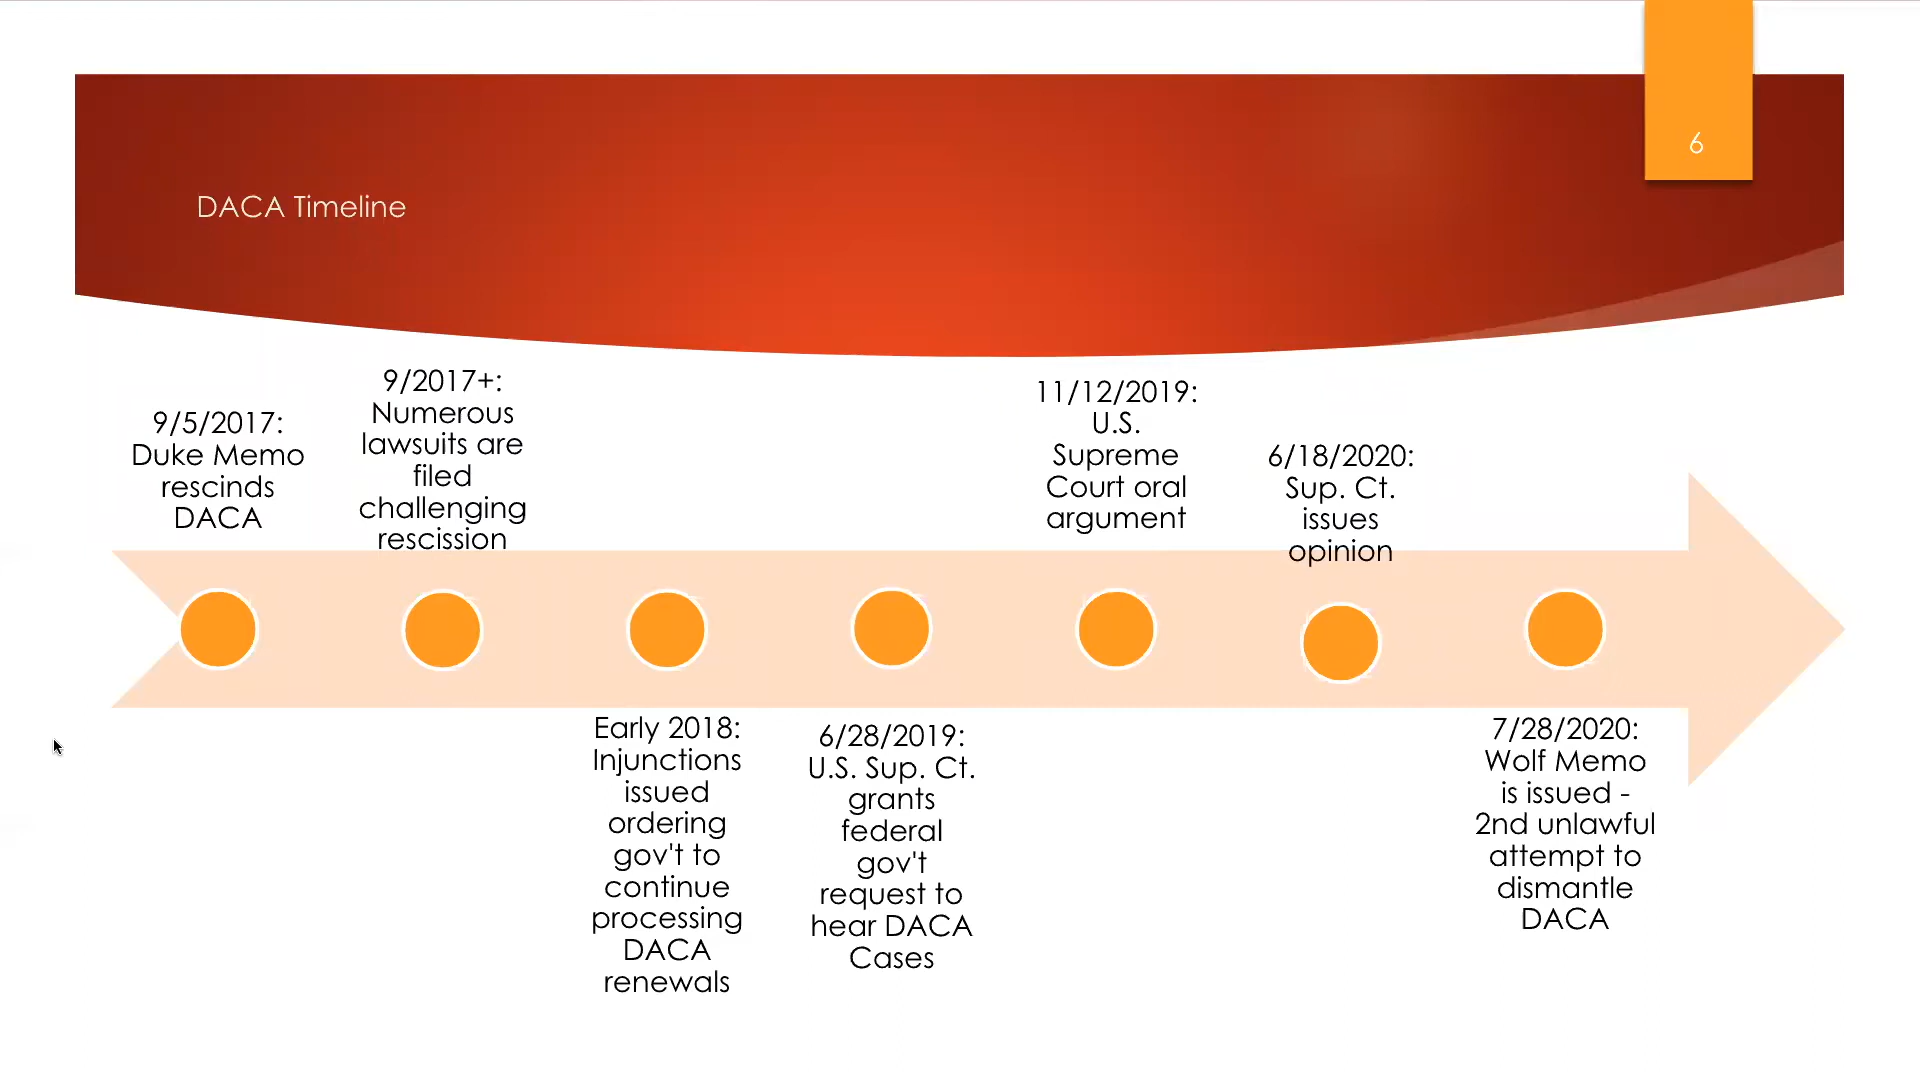 6
DACA Timeline
9/5/2017:
Duke Memo
rescinds
DACA
9/2017+:
Numerous
lawsuits are
filed
challenging
rescission
Early 2018:
Injunctions
issued
ordering
gov't to
continue
processing
DACA
renewals
6/28/2019:
U.S. Sup. Ct.
grants
federal
gov't
request to
hear DACA
Cases
11/12/2019:
U.S.
Supreme
Court oral
argument
6/18/2020:
Sup. Ct.
issues
opinion
7/28/2020:
Wolf Memo
is issued -
2nd unlawful
attempt to
dismantle
DACA